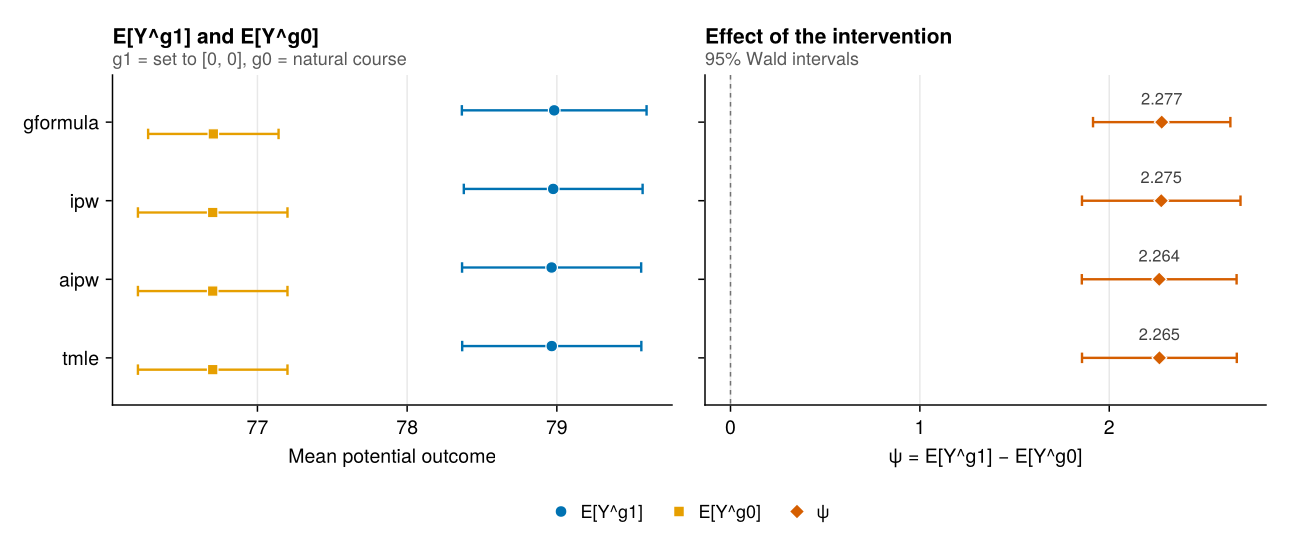 E[Y^g1] and E[Y^g0]
g1 = set to [0, 0], g0 = natural course
gformula
ipw
aipw
tmle
77 78 79
Mean potential outcome
Effect of the intervention
95% Wald intervals
2.277
2.275
2.264
2.265
0 1 2
ψ = E[Y^g1] − E[Y^g0]
E[Y^g1] E[Y^g0] ψ